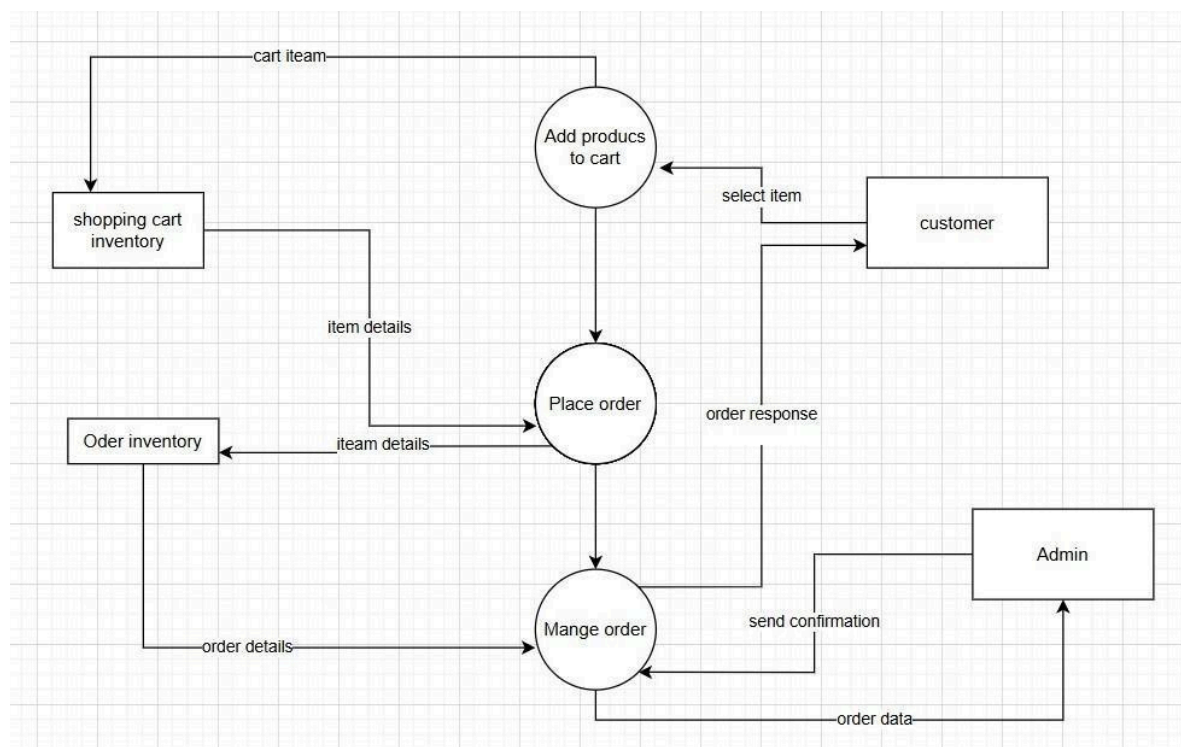 cart iteam
Add producs
to cart
select item
customer
shopping cart
inventory
item details
Place order
order response
Oder inventory
iteam details
Admin
send confirmation
Mange order
order details
order data